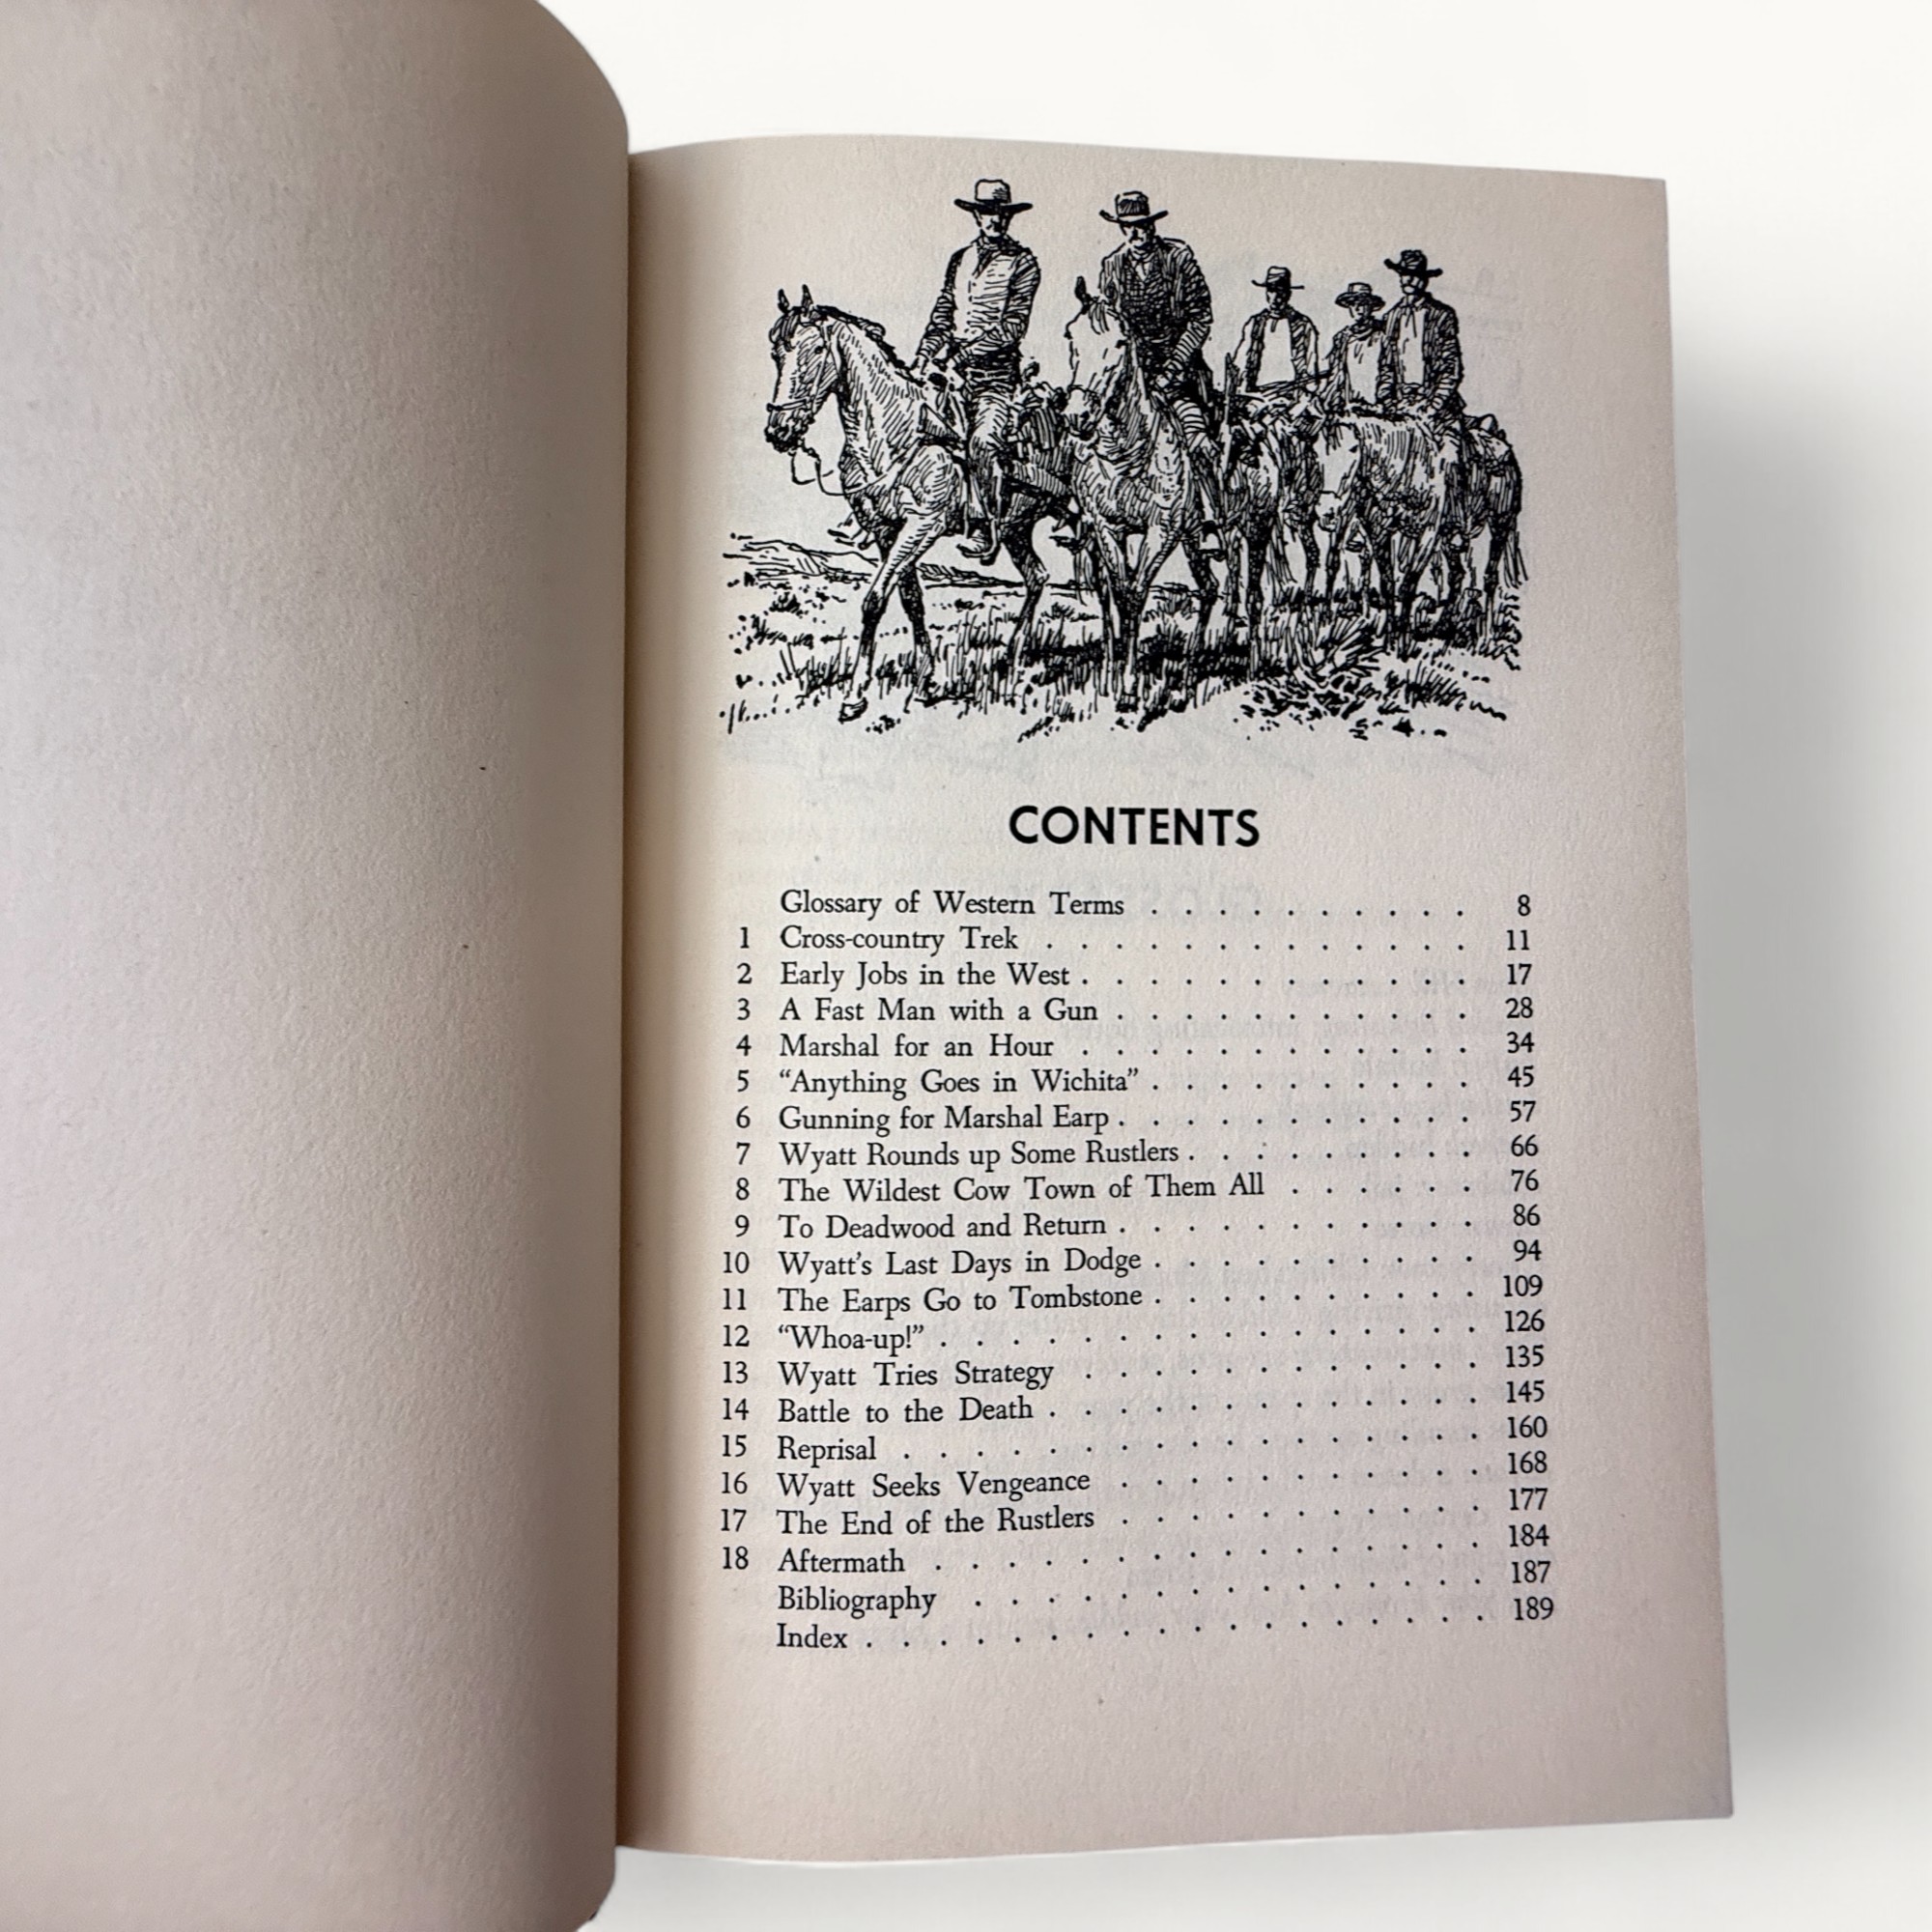 CONTENTS
Glossary of Western Terms . . . . . . . . . . 8
1 Cross-country Trek . . . . . . . . . . . . . 11
2 Early Jobs in the West . . . . . . . . . . . . 17
3 A Fast Man with a Gun . . . . . . . . . . . 28
4 Marshal for an Hour . . . . . . . . . . . . 34
5 “Anything Goes in Wichita” . . . . . . . . . . 45
6 Gunning for Marshal Earp . . . . . . . . . . . 57
7 Wyatt Rounds up Some Rustlers . . . . . . . . . 66
8 The Wildest Cow Town of Them All . . . . . . 76
9 To Deadwood and Return . . . . . . . . . . . 86
10 Wyatt’s Last Days in Dodge . . . . . . . . . . 94
11 The Earps Go to Tombstone . . . . . . . . . . 109
12 “Whoa-up!” . . . . . . . . . . . . . . . . 126
13 Wyatt Tries Strategy . . . . . . . . . . . . 135
14 Battle to the Death . . . . . . . . . . . . . 145
15 Reprisal . . . . . . . . . . . . . . . . . 160
16 Wyatt Seeks Vengeance . . . . . . . . . . . 168
17 The End of the Rustlers . . . . . . . . . . . 177
18 Aftermath . . . . . . . . . . . . . . . . 184
Bibliography . . . . . . . . . . . . . . . 187
Index . . . . . . . . . . . . . . . . . . 189